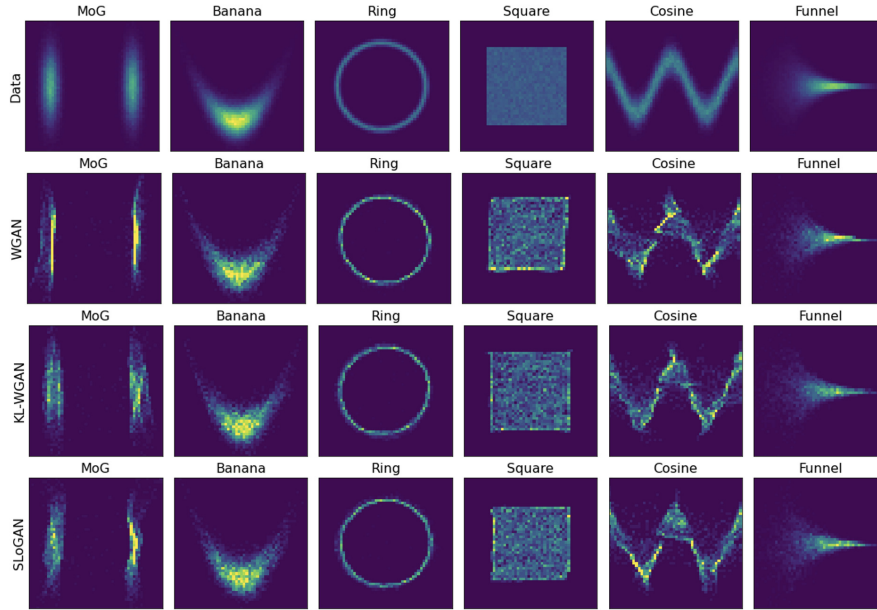 MoG Banana Ring Square Cosine Funnel
Data
MoG Banana Ring Square Cosine Funnel
WGAN
MoG Banana Ring Square Cosine Funnel
KL-WGAN
MoG Banana Ring Square Cosine Funnel
SLoGAN